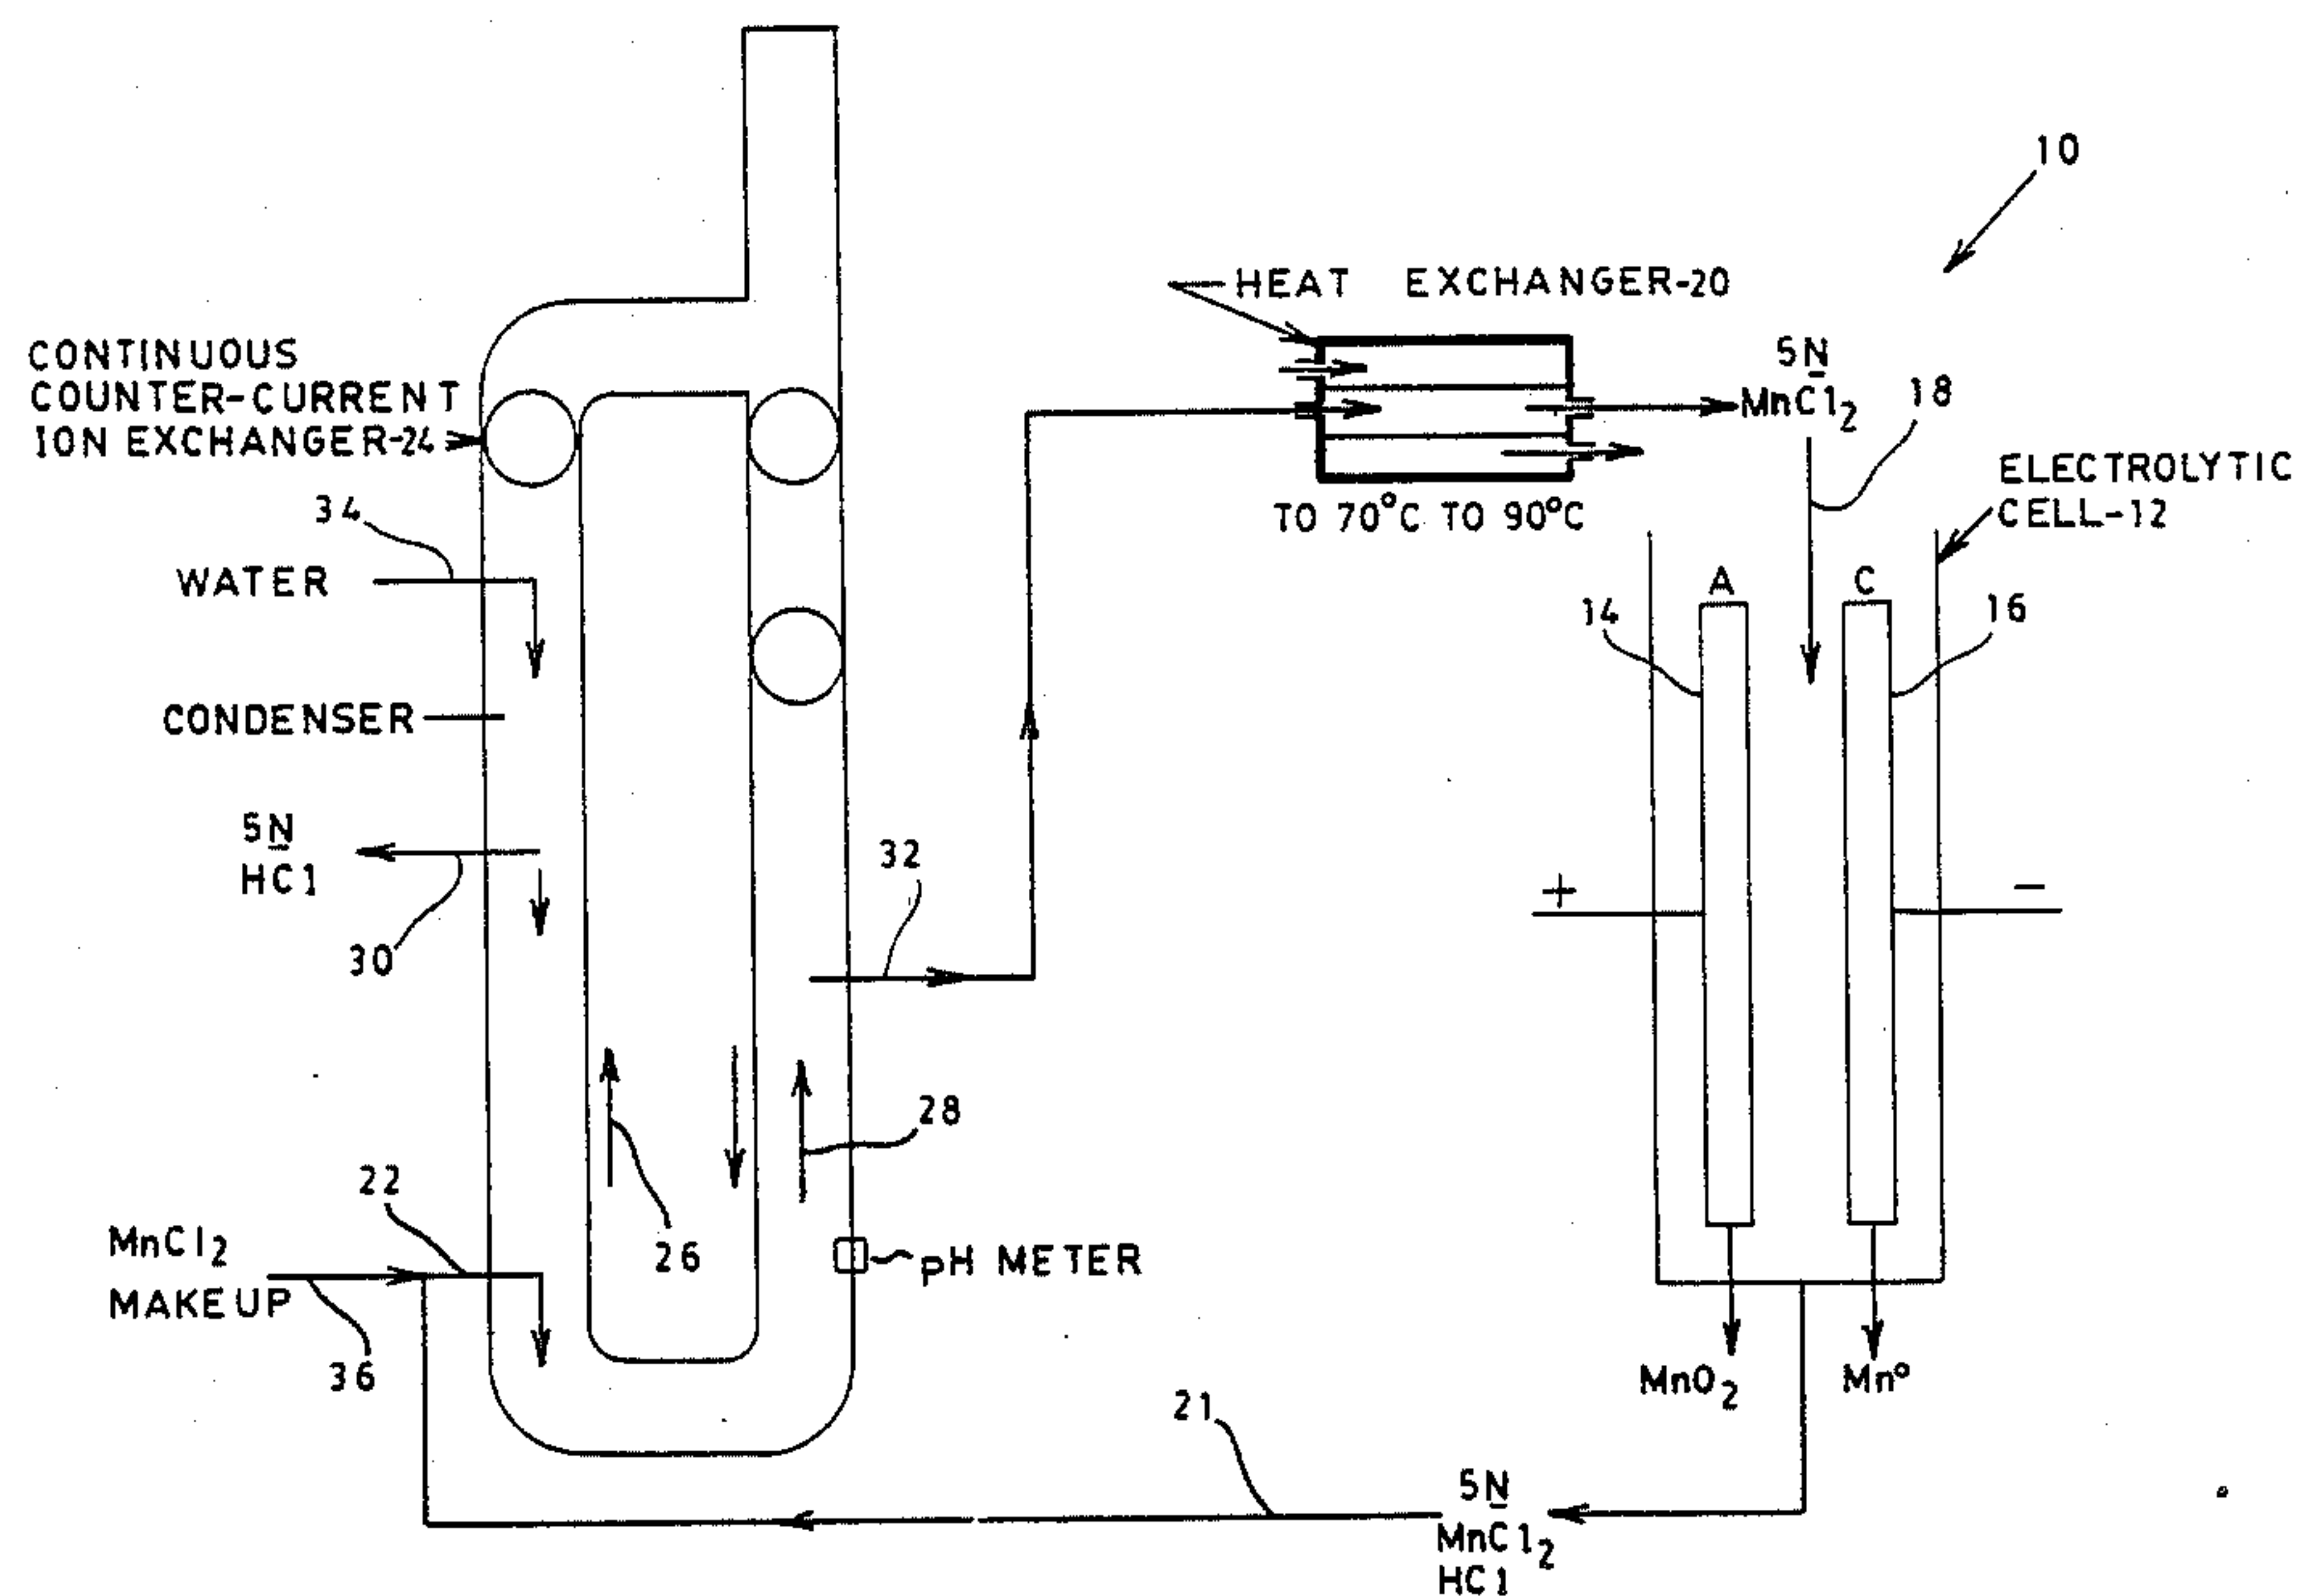 10
HEAT EXCHANGER-20
5N
MnCl2
18
CONTINUOUS
COUNTER-CURRENT
ION EXCHANGER-24
TO 70°C TO 90°C
ELECTROLYTIC
CELL-12
34
WATER
A
C
14
16
CONDENSER
5N
HCl
30
32
+
−
28
26
22
MnCl2
MAKEUP
36
pH METER
MnO2
Mn°
21
5N
MnCl2
HCl